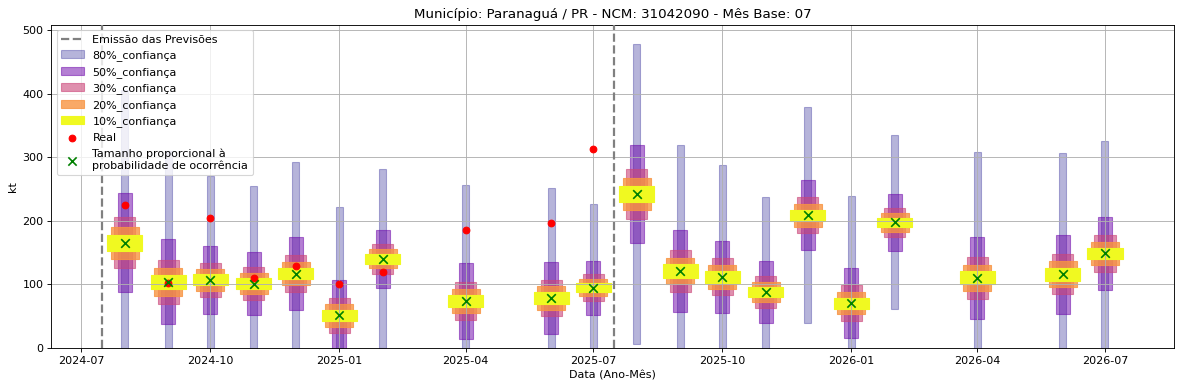 Município: Paranaguá / PR - NCM: 31042090 - Mês Base: 07
500
400
300
200
100
0
kt
Emissão das Previsões
80%_confiança
50%_confiança
30%_confiança
20%_confiança
10%_confiança
Real
Tamanho proporcional à
probabilidade de ocorrência
2024-07 2024-10 2025-01 2025-04 2025-07 2025-10 2026-01 2026-04 2026-07
Data (Ano-Mês)